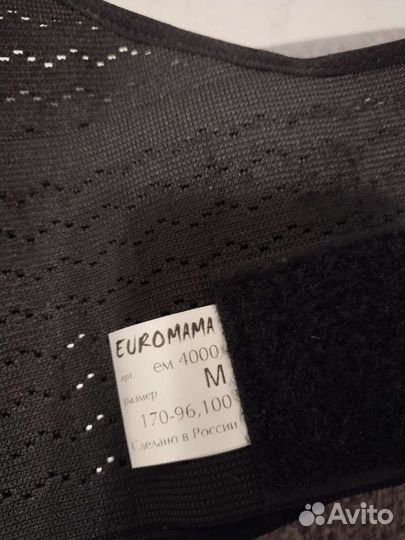 EUROMAMA
арт. ем 4000
размер M
170-96,100
Сделано в России
Avito